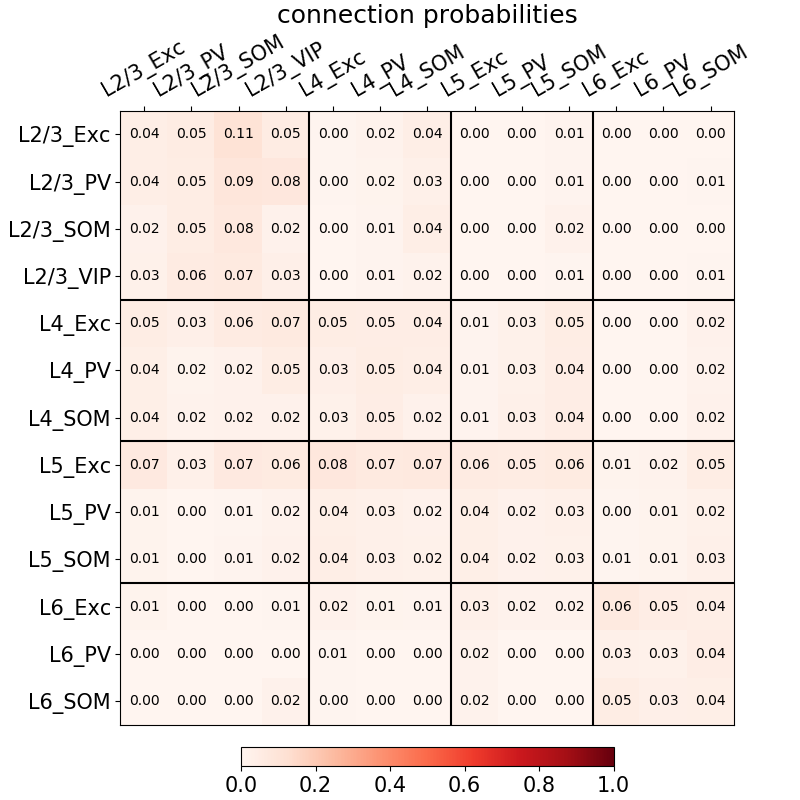 connection probabilities
L2/3_Exc L2/3_PV L2/3_SOM L2/3_VIP L4_Exc L4_PV L4_SOM L5_Exc L5_PV L5_SOM L6_Exc L6_PV L6_SOM
L2/3_Exc 0.04 0.05 0.11 0.05 0.00 0.02 0.04 0.00 0.00 0.01 0.00 0.00 0.00
L2/3_PV 0.04 0.05 0.09 0.08 0.00 0.02 0.03 0.00 0.00 0.01 0.00 0.00 0.01
L2/3_SOM 0.02 0.05 0.08 0.02 0.00 0.01 0.04 0.00 0.00 0.02 0.00 0.00 0.00
L2/3_VIP 0.03 0.06 0.07 0.03 0.00 0.01 0.02 0.00 0.00 0.01 0.00 0.00 0.01
L4_Exc 0.05 0.03 0.06 0.07 0.05 0.05 0.04 0.01 0.03 0.05 0.00 0.00 0.02
L4_PV 0.04 0.02 0.02 0.05 0.03 0.05 0.04 0.01 0.03 0.04 0.00 0.00 0.02
L4_SOM 0.04 0.02 0.02 0.02 0.03 0.05 0.02 0.01 0.03 0.04 0.00 0.00 0.02
L5_Exc 0.07 0.03 0.07 0.06 0.08 0.07 0.07 0.06 0.05 0.06 0.01 0.02 0.05
L5_PV 0.01 0.00 0.01 0.02 0.04 0.03 0.02 0.04 0.02 0.03 0.00 0.01 0.02
L5_SOM 0.01 0.00 0.01 0.02 0.04 0.03 0.02 0.04 0.02 0.03 0.01 0.01 0.03
L6_Exc 0.01 0.00 0.00 0.01 0.02 0.01 0.01 0.03 0.02 0.02 0.06 0.05 0.04
L6_PV 0.00 0.00 0.00 0.00 0.01 0.00 0.00 0.02 0.00 0.00 0.03 0.03 0.04
L6_SOM 0.00 0.00 0.00 0.02 0.00 0.00 0.00 0.02 0.00 0.00 0.05 0.03 0.04
0.0 0.2 0.4 0.6 0.8 1.0